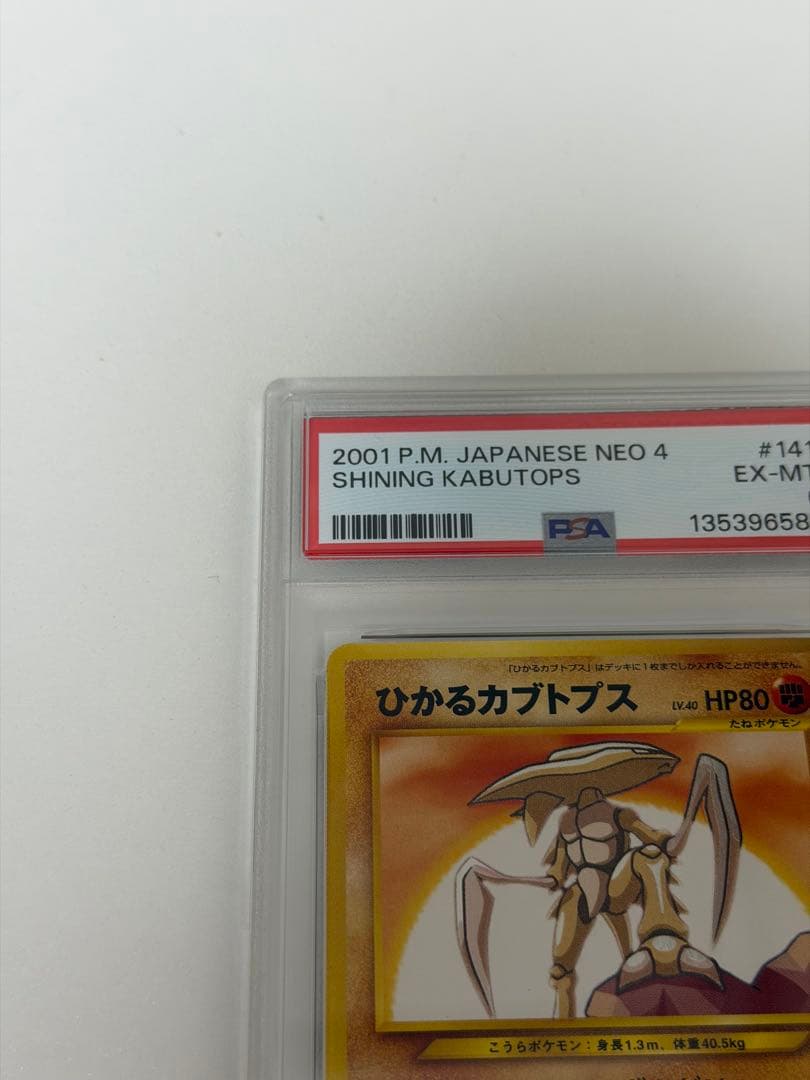 2001 P.M. JAPANESE NEO 4 #141
SHINING KABUTOPS EX-MT
PSA 13539658
「ひかるカブトプス」はデッキに1枚までしか入れることができません。
ひかるカブトプス LV.40 HP80
たねポケモン
こうらポケモン：身長1.3m、体重40.5kg